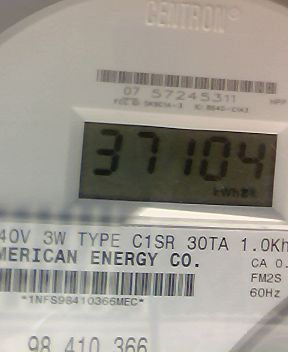 CENTRON®
07 57245311
37104
kWh
40V 3W TYPE C1SR 30TA 1.0Kh
MERICAN ENERGY CO.
CA 0.
FM2S
*1NFS98410366MEC*
60Hz
98 410 366